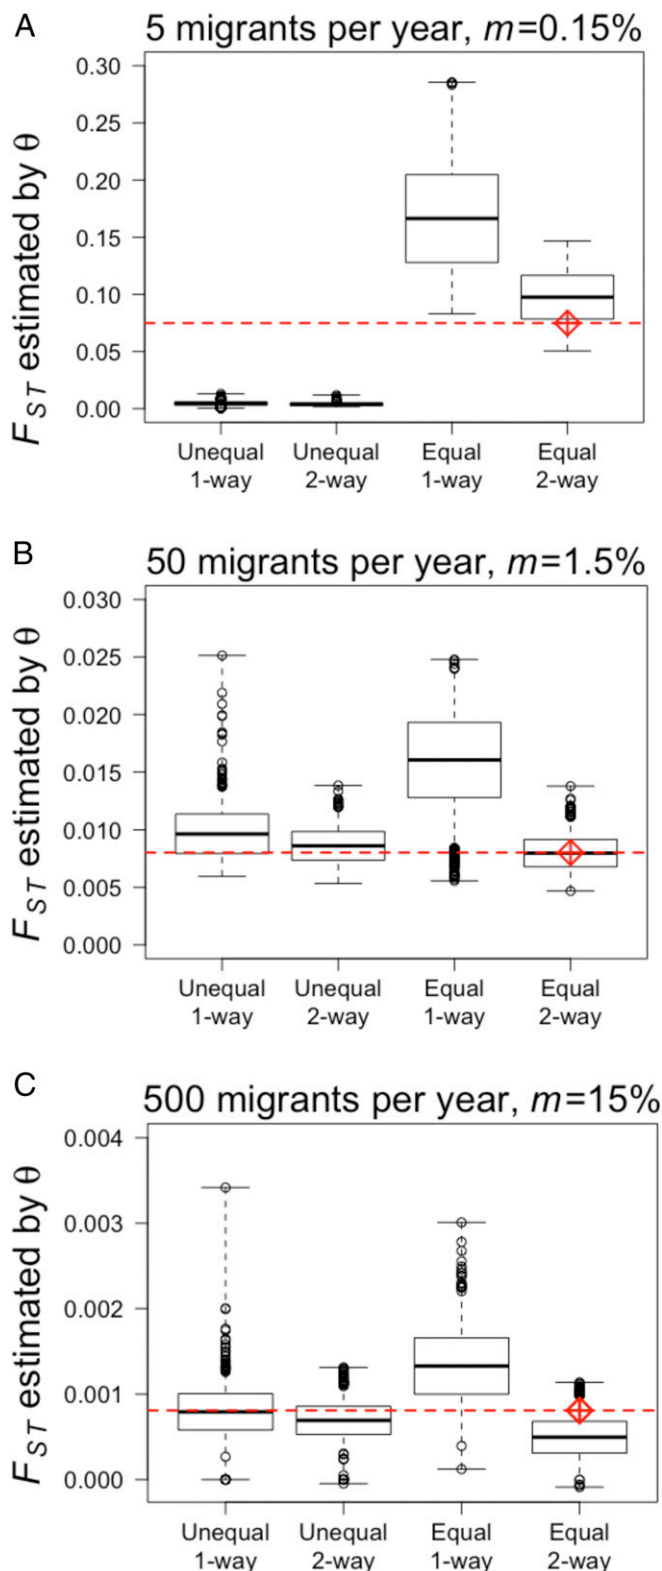 A
5 migrants per year, m=0.15%
F_ST estimated by θ
0.30
0.25
0.20
0.15
0.10
0.05
0.00
Unequal 1-way
Unequal 2-way
Equal 1-way
Equal 2-way
B
50 migrants per year, m=1.5%
F_ST estimated by θ
0.030
0.025
0.020
0.015
0.010
0.005
0.000
Unequal 1-way
Unequal 2-way
Equal 1-way
Equal 2-way
C
500 migrants per year, m=15%
F_ST estimated by θ
0.004
0.003
0.002
0.001
0.000
Unequal 1-way
Unequal 2-way
Equal 1-way
Equal 2-way